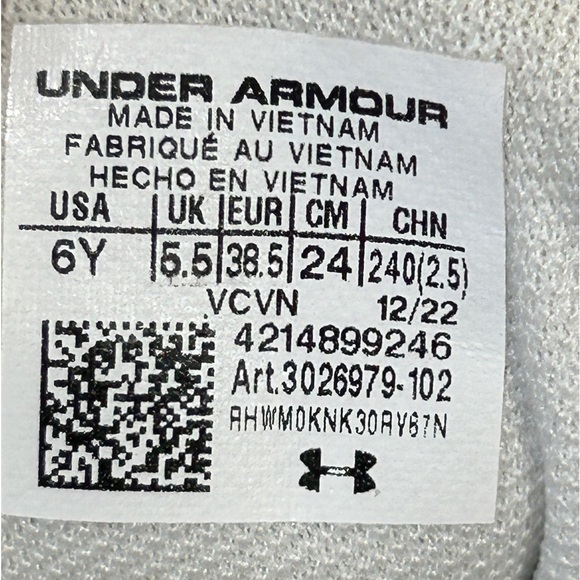 UNDER ARMOUR
MADE IN VIETNAM
FABRIQUÉ AU VIETNAM
HECHO EN VIETNAM
USA UK EUR CM CHN
6Y 5.5 38.5 24 240(2.5)
VCVN 12/22
4214899246
Art.3026979-102